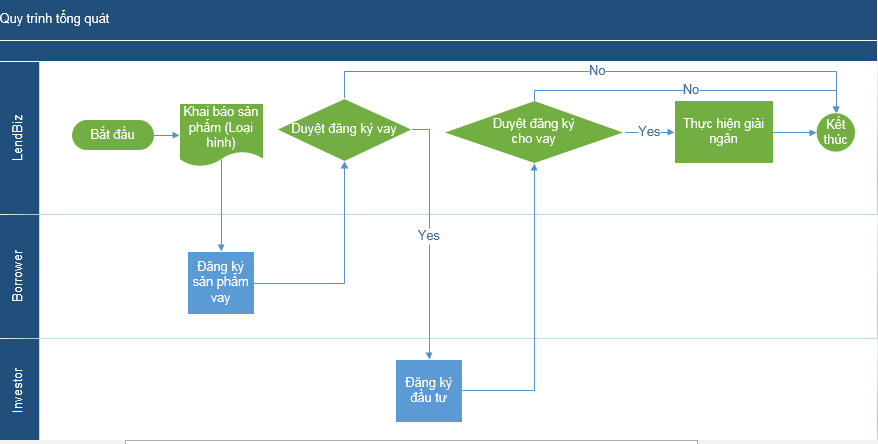 Quy trình tổng quát
LendBiz
Bắt đầu
Khai báo sản
phẩm (Loại
hình)
Duyệt đăng ký vay
No
Duyệt đăng ký
cho vay
No
Yes
Thực hiện giải
ngân
Kết
thúc
Borrower
Đăng ký
sản phẩm
vay
Yes
Investor
Đăng ký
đầu tư